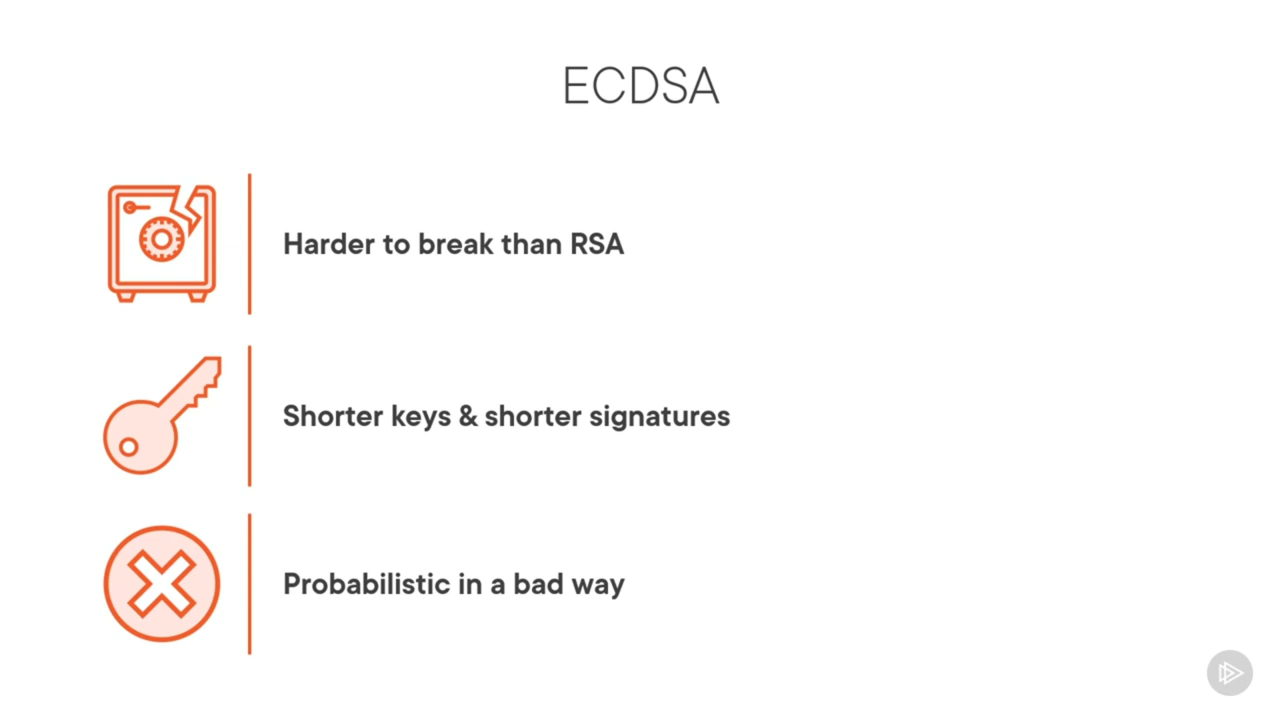 ECDSA
Harder to break than RSA
Shorter keys & shorter signatures
Probabilistic in a bad way